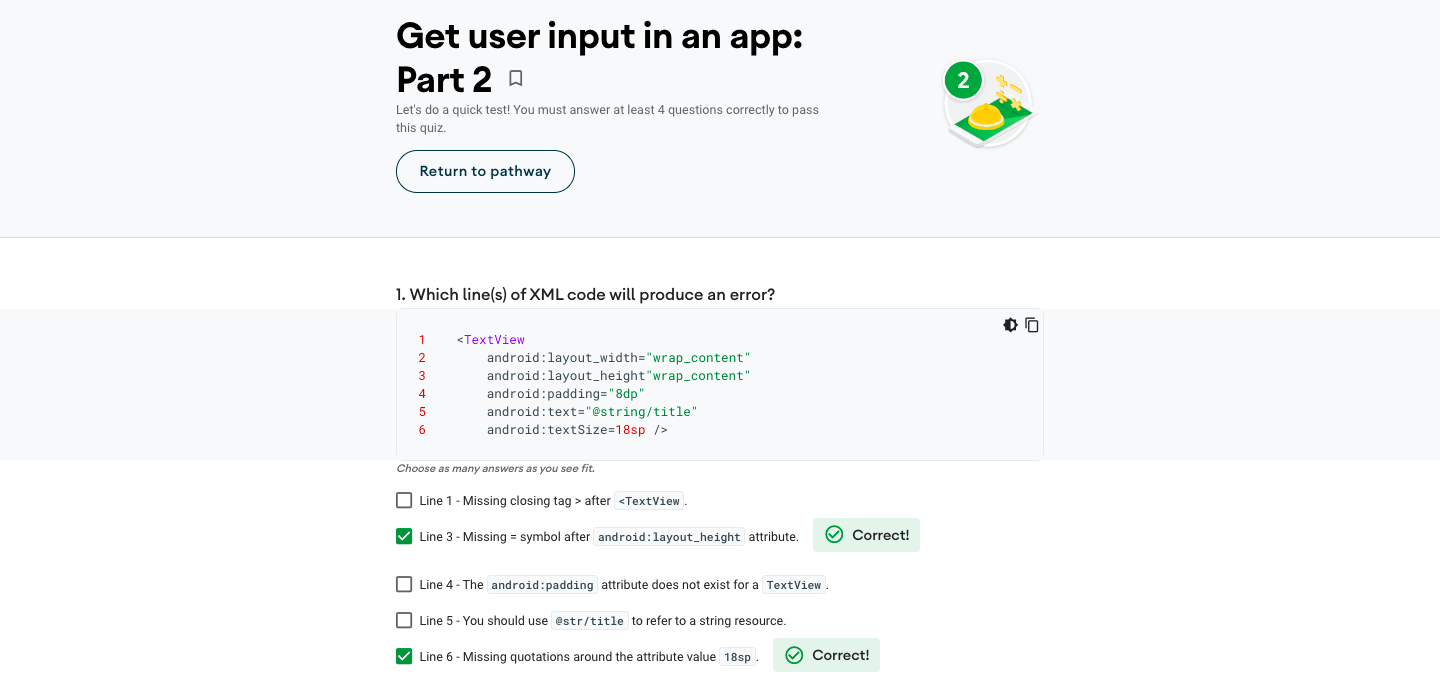 Get user input in an app:
Part 2
2
Let's do a quick test! You must answer at least 4 questions correctly to pass
this quiz.
Return to pathway
1. Which line(s) of XML code will produce an error?
1 <TextView
2 android:layout_width="wrap_content"
3 android:layout_height"wrap_content"
4 android:padding="8dp"
5 android:text="@string/title"
6 android:textSize=18sp />
Choose as many answers as you see fit.
Line 1 - Missing closing tag > after <TextView.
Line 3 - Missing = symbol after android:layout_height attribute. Correct!
Line 4 - The android:padding attribute does not exist for a TextView.
Line 5 - You should use @str/title to refer to a string resource.
Line 6 - Missing quotations around the attribute value 18sp. Correct!